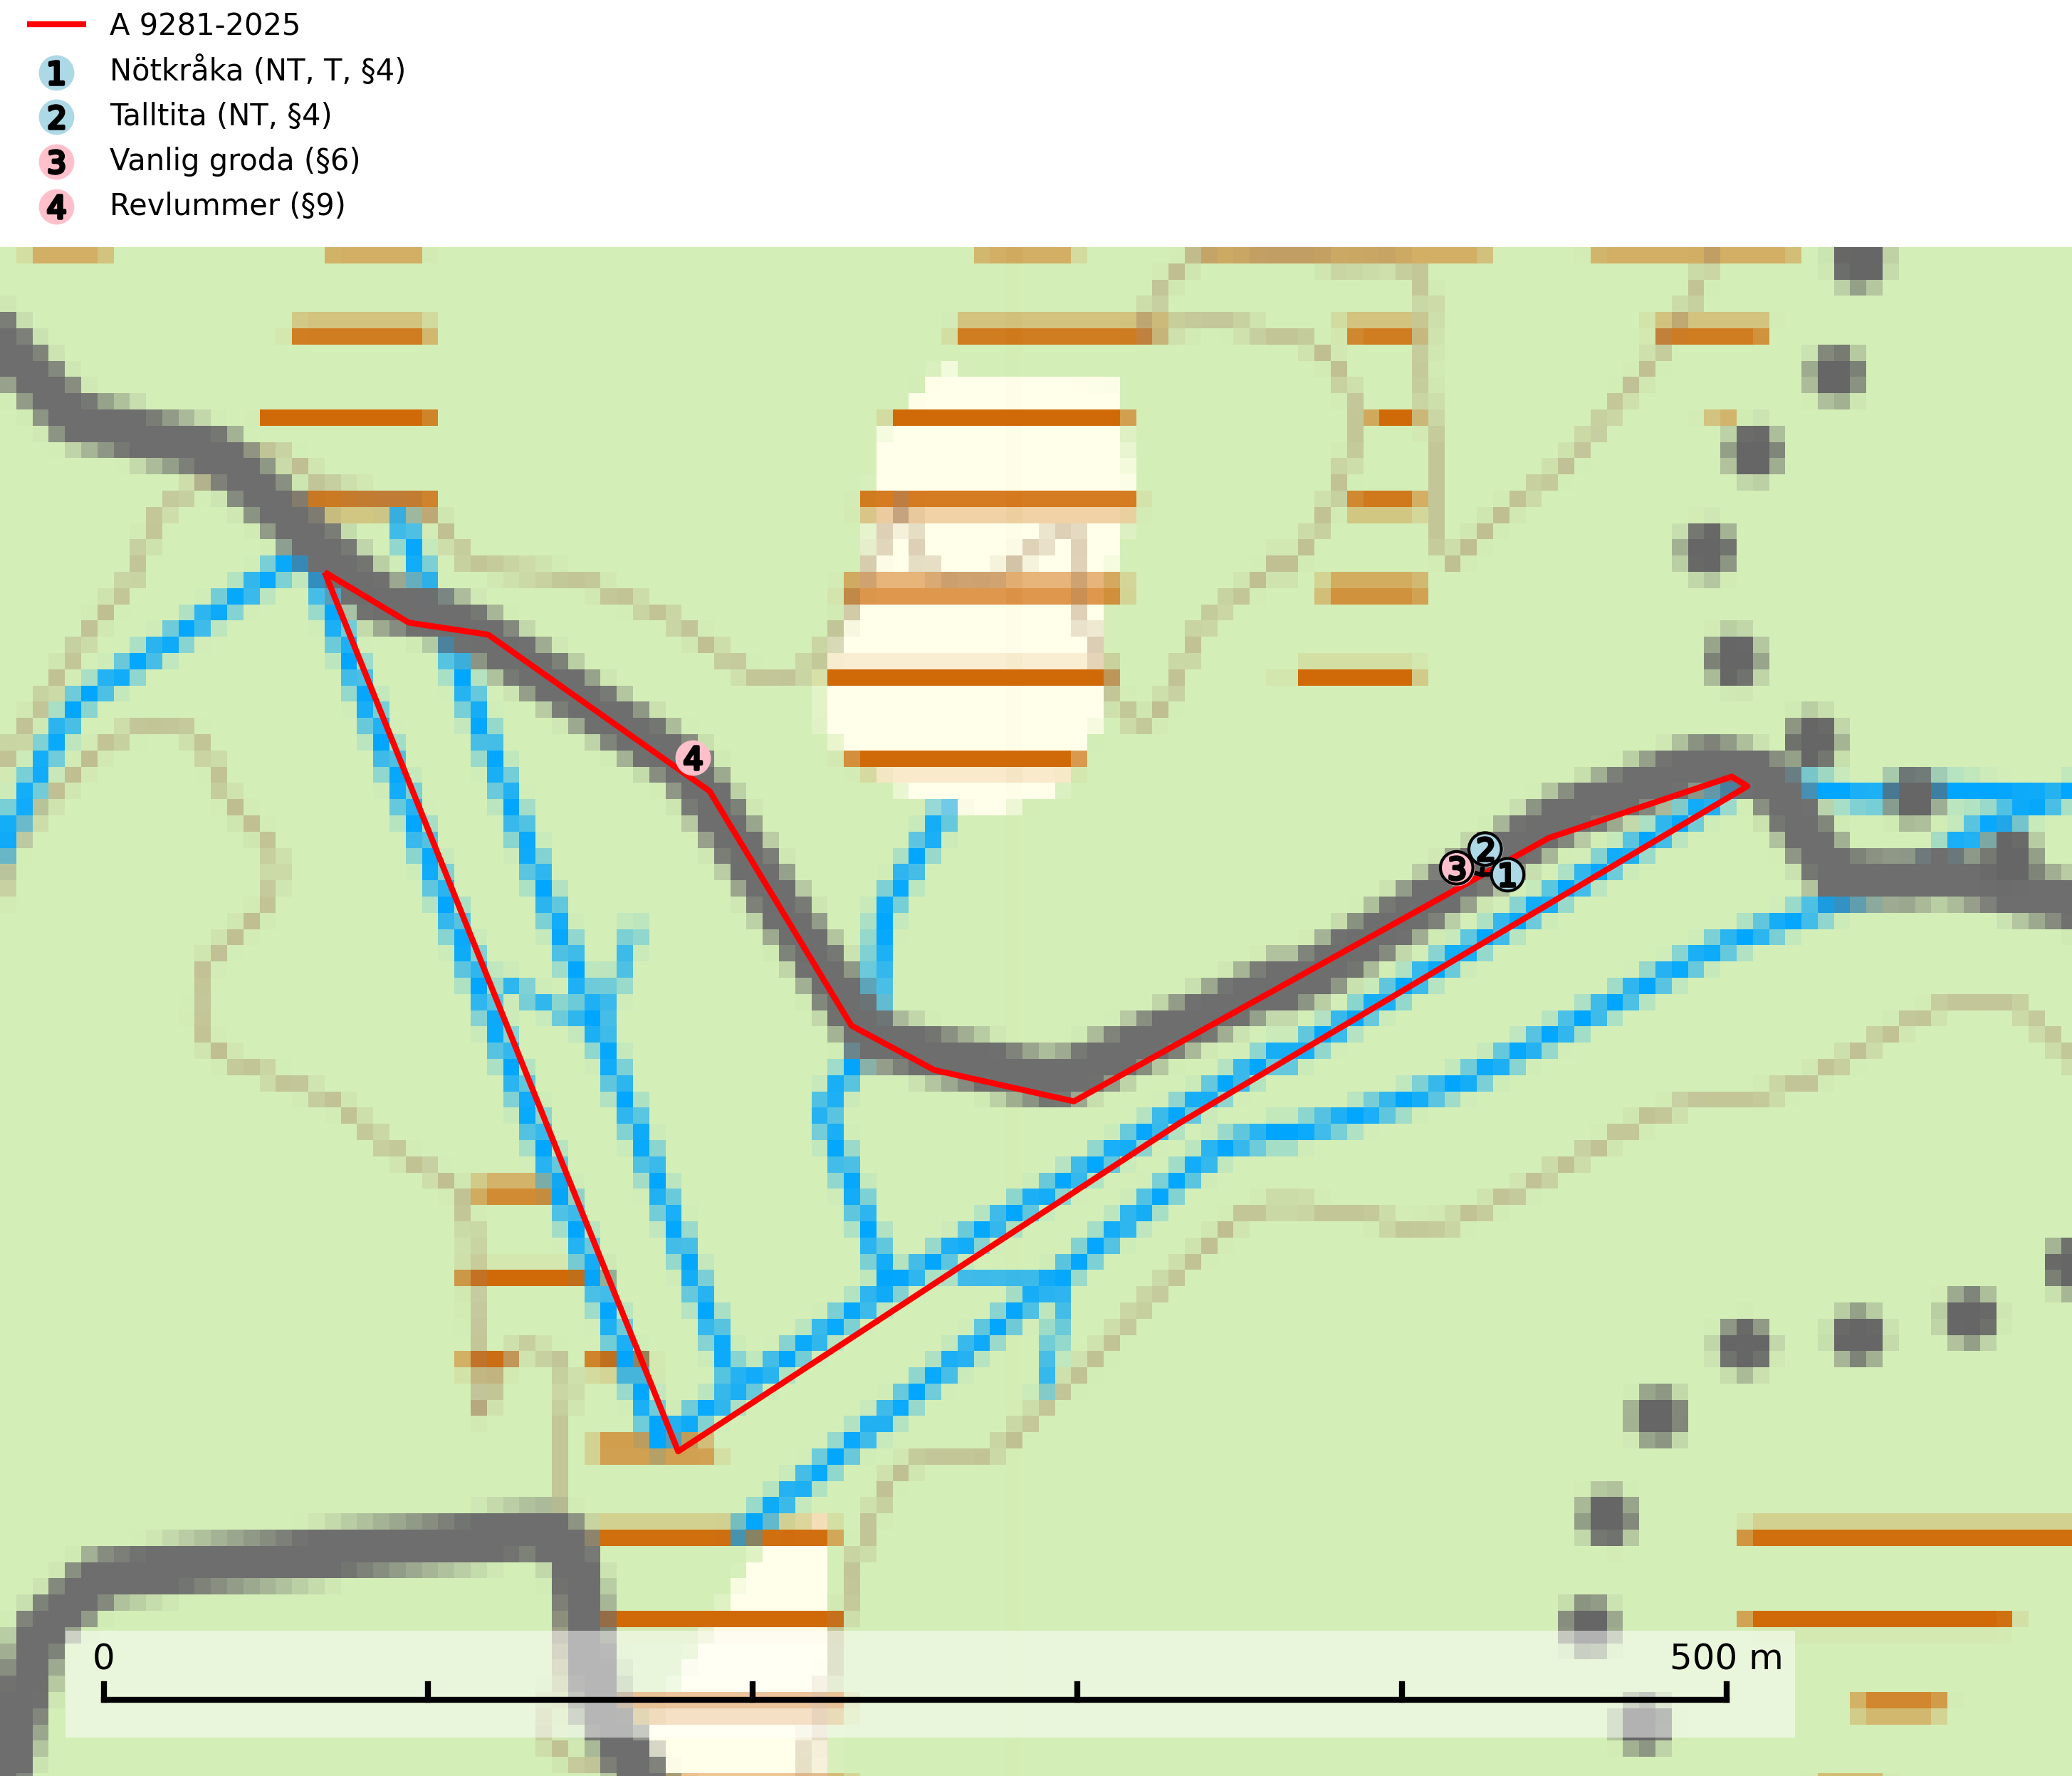 A 9281-2025
1 Nötkråka (NT, T, §4)
2 Talltita (NT, §4)
3 Vanlig groda (§6)
4 Revlummer (§9)
4
2
3 1
0 500 m